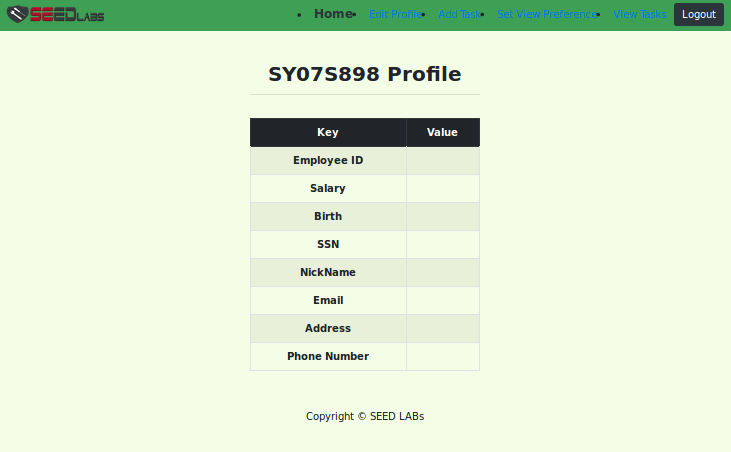 SEEDLABS
Home Edit Profile Add Task Set View Preference View Tasks Logout
SY07S898 Profile
Key Value
Employee ID
Salary
Birth
SSN
NickName
Email
Address
Phone Number
Copyright © SEED LABs